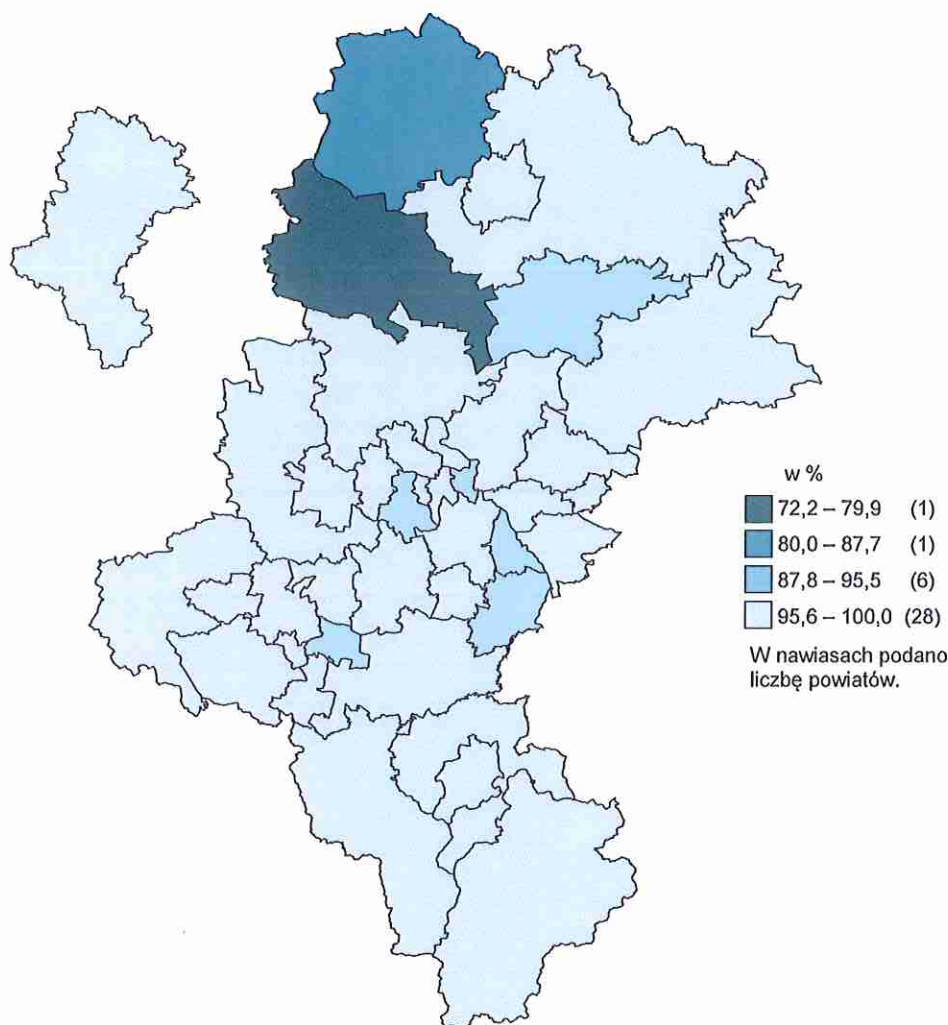 w %
72,2 – 79,9 (1)
80,0 – 87,7 (1)
87,8 – 95,5 (6)
95,6 – 100,0 (28)
W nawiasach podano
liczbę powiatów.